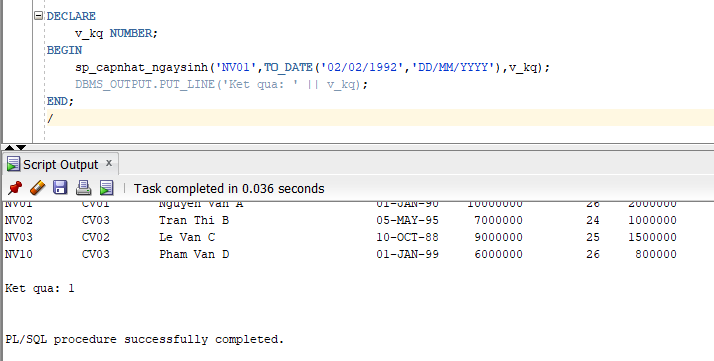 DECLARE
v_kq NUMBER;
BEGIN
sp_capnhat_ngaysinh('NV01',TO_DATE('02/02/1992','DD/MM/YYYY'),v_kq);
DBMS_OUTPUT.PUT_LINE('Ket qua: ' || v_kq);
END;
/
Script Output x
Task completed in 0.036 seconds
NV01 CV01 Nguyen Van A 01-JAN-90 10000000 26 2000000
NV02 CV03 Tran Thi B 05-MAY-95 7000000 24 1000000
NV03 CV02 Le Van C 10-OCT-88 9000000 25 1500000
NV10 CV03 Pham Van D 01-JAN-99 6000000 26 800000
Ket qua: 1
PL/SQL procedure successfully completed.